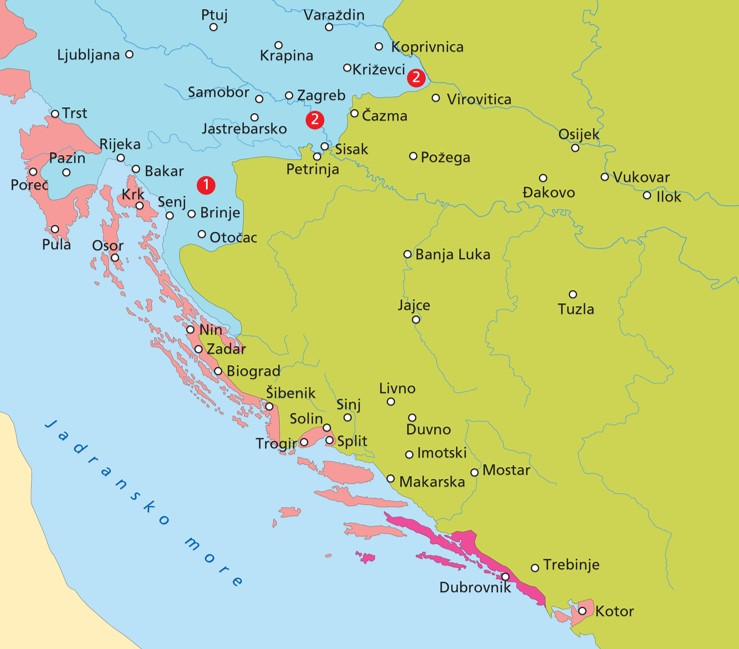 Ptuj
Varaždin
Koprivnica
Ljubljana
Krapina
Križevci
2
Samobor
Zagreb
Virovitica
Trst
Čazma
2
Jastrebarsko
Osijek
Rijeka
Sisak
Pazin
Požega
Petrinja
Bakar
Vukovar
Poreč
1
Đakovo
Krk
Ilok
Senj
Brinje
Pula
Osor
Otočac
Banja Luka
Jajce
Tuzla
Nin
Zadar
Biograd
Livno
Šibenik
Sinj
Solin
Duvno
Trogir
Split
Imotski
Mostar
Makarska
Jadransko more
Trebinje
Dubrovnik
Kotor